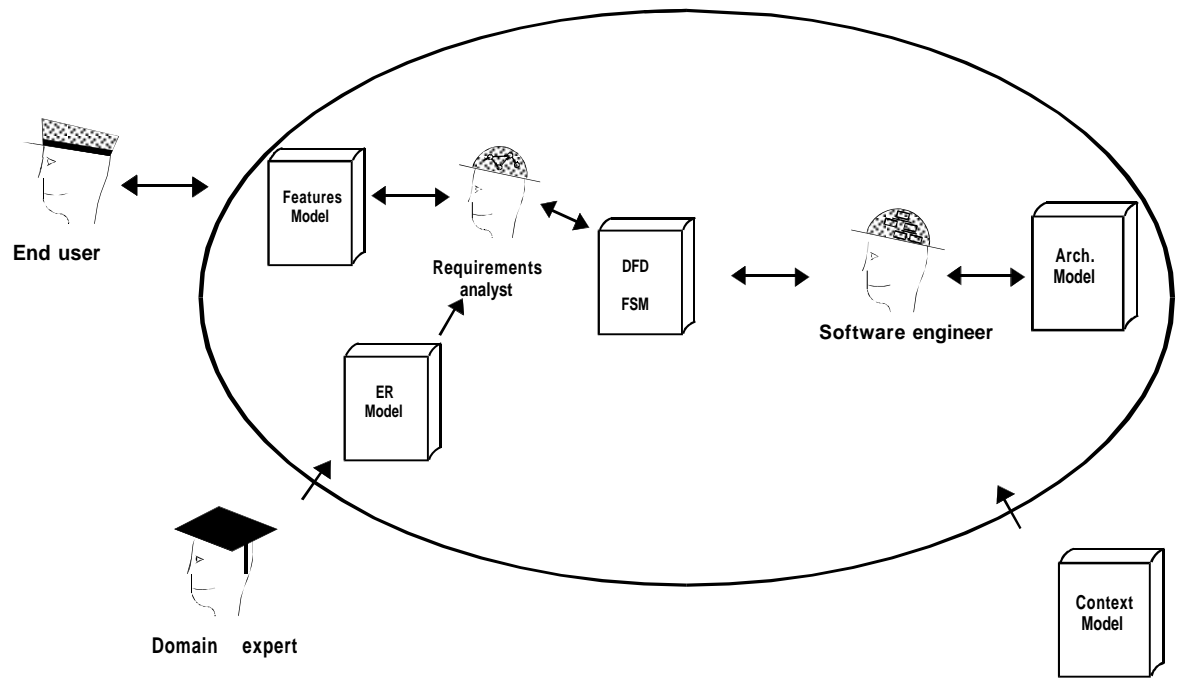 End user
Features
Model
Requirements
analyst
DFD
FSM
Software engineer
Arch.
Model
ER
Model
Domain expert
Context
Model